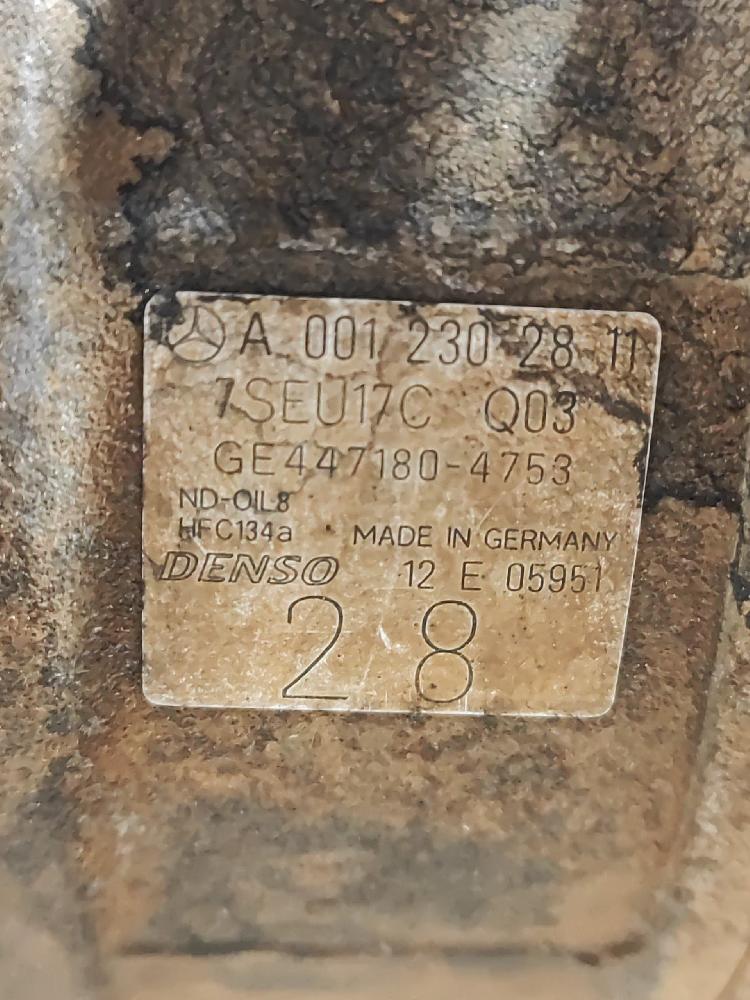 A 001 230 28 11
7SEU17C Q03
GE447180-4753
ND-OIL8
HFC134a MADE IN GERMANY
DENSO 12 E 05951
28